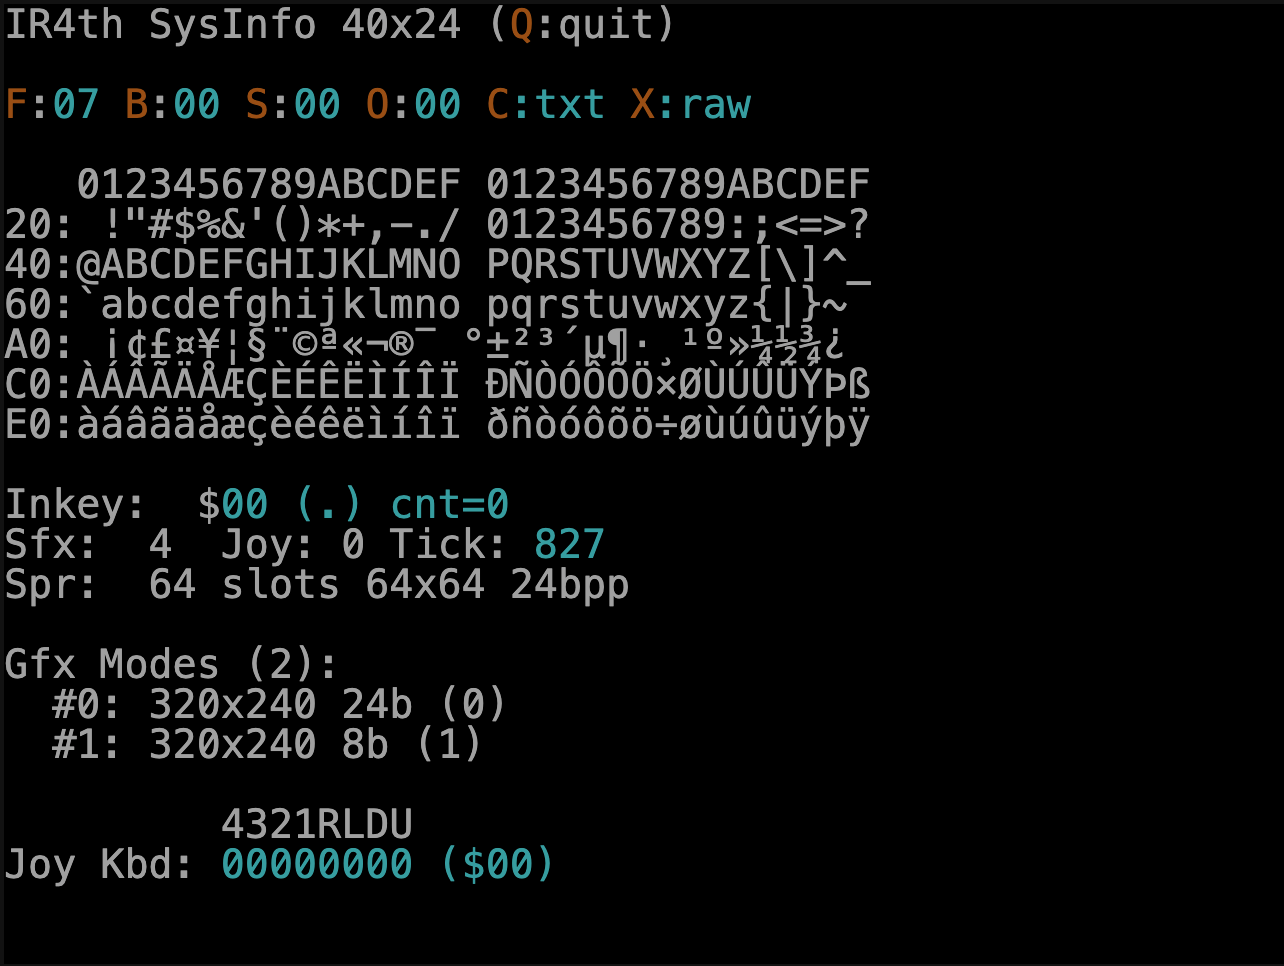 IR4th SysInfo 40x24 (Q:quit)
F:07 B:00 S:00 O:00 C:txt X:raw
0123456789ABCDEF 0123456789ABCDEF
20: !"#$%&'()*+,-./ 0123456789:;<=>?
40:@ABCDEFGHIJKLMNO PQRSTUVWXYZ[\]^_
60:`abcdefghijklmno pqrstuvwxyz{|}~
A0: ¡¢£¤¥¦§¨©ª«¬®¯ °±²³´µ¶·¸¹º»¼½¾¿
C0:ÀÁÂÃÄÅÆÇÈÉÊËÌÍÎÏ ÐÑÒÓÔÕÖ×ØÙÚÛÜÝÞß
E0:àáâãäåæçèéêëìíîï ðñòóôõö÷øùúûüýþÿ
Inkey:  $00 (.) cnt=0
Sfx:  4  Joy: 0 Tick: 827
Spr:  64 slots 64x64 24bpp
Gfx Modes (2):
#0: 320x240 24b (0)
#1: 320x240 8b (1)
4321RLDU
Joy Kbd: 00000000 ($00)